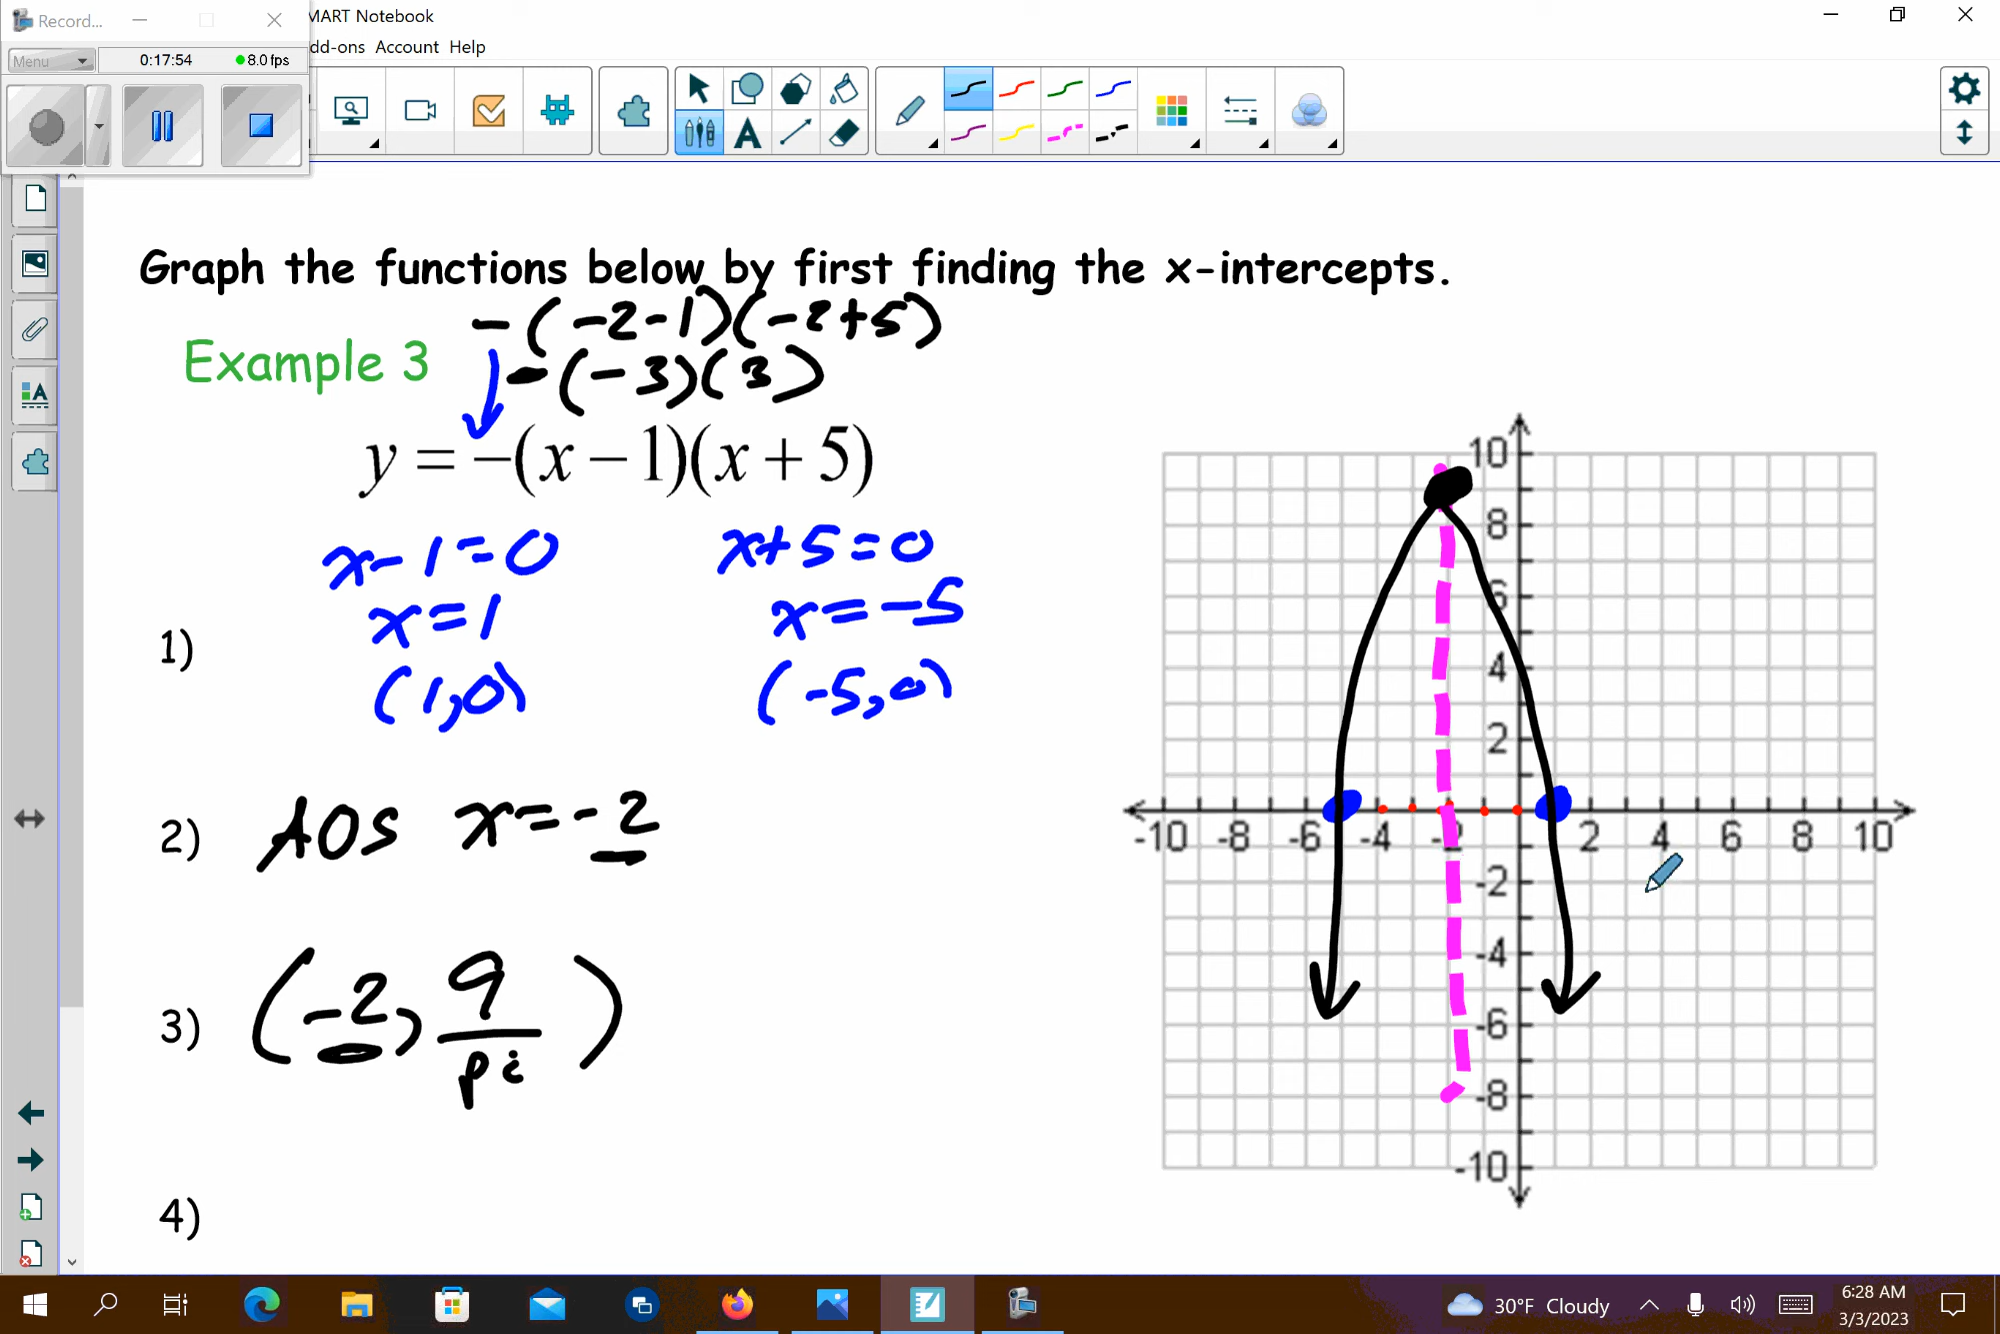 Record...
MART Notebook
dd-ons Account Help
Menu 0:17:54 8.0 fps
Graph the functions below by first finding the x-intercepts.
-(-2-1)(-2+5)
Example 3
-(-3)(3)
y = -(x - 1)(x + 5)
x-1=0 x+5=0
x=1 x=-5
1)
(1,0) (-5,0)
2) AOS x=-2
3) (-2, 9)
pi
4)
10
8
6
4
2
-10 -8 -6 -4 -2 2 4 6 8 10
-2
-4
-6
-8
-10
30°F Cloudy
6:28 AM
3/3/2023